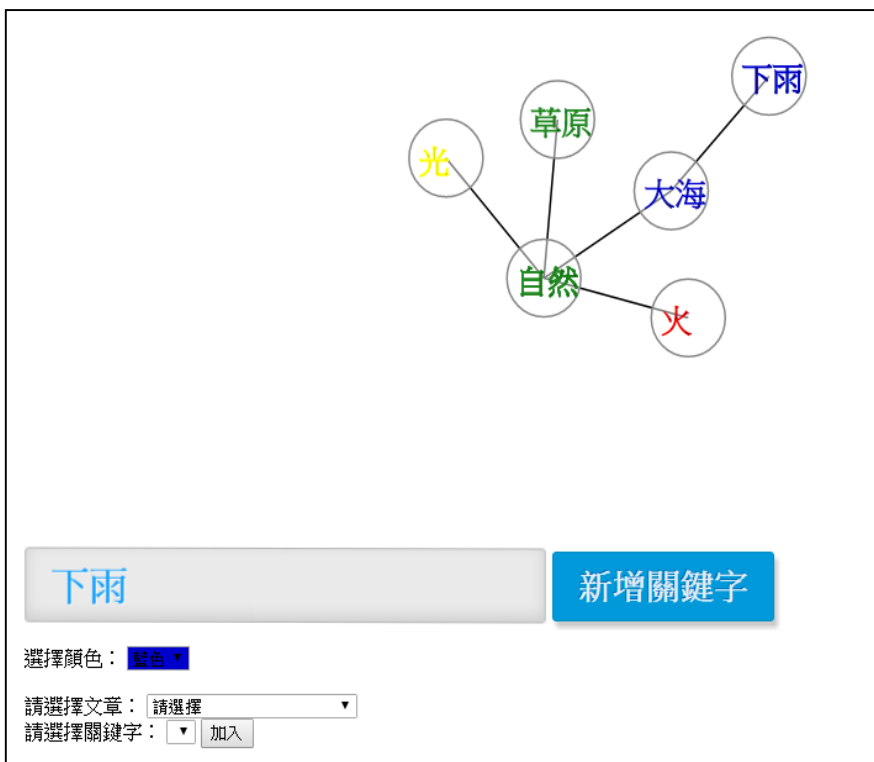 下雨
草原
光
大海
自然
火
下雨 新增關鍵字
選擇顏色： 藍色
請選擇文章： 請選擇
請選擇關鍵字： 加入